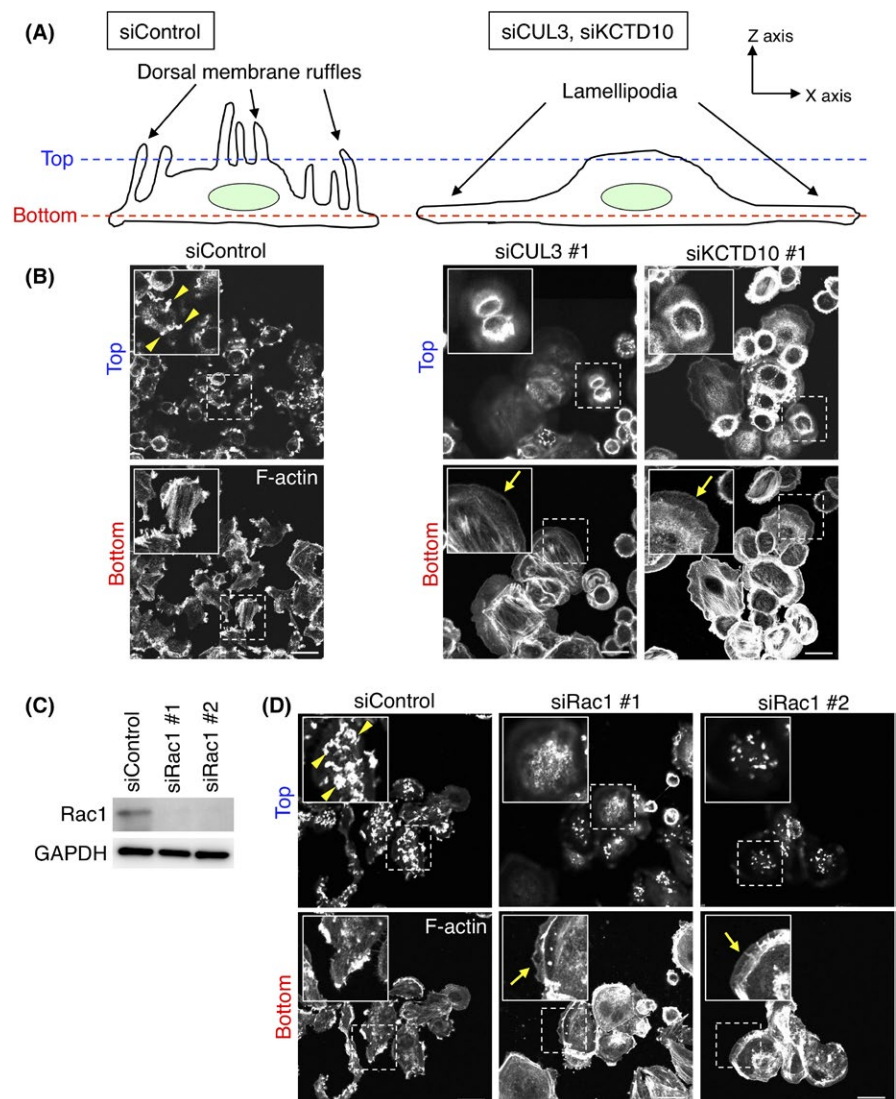 (A)
siControl
siCUL3, siKCTD10
Z axis
X axis
Dorsal membrane ruffles
Lamellipodia
Top
Bottom
(B)
siControl
siCUL3 #1
siKCTD10 #1
Top
F-actin
Bottom
(C)
siControl
siRac1 #1
siRac1 #2
Rac1
GAPDH
(D)
siControl
siRac1 #1
siRac1 #2
Top
F-actin
Bottom